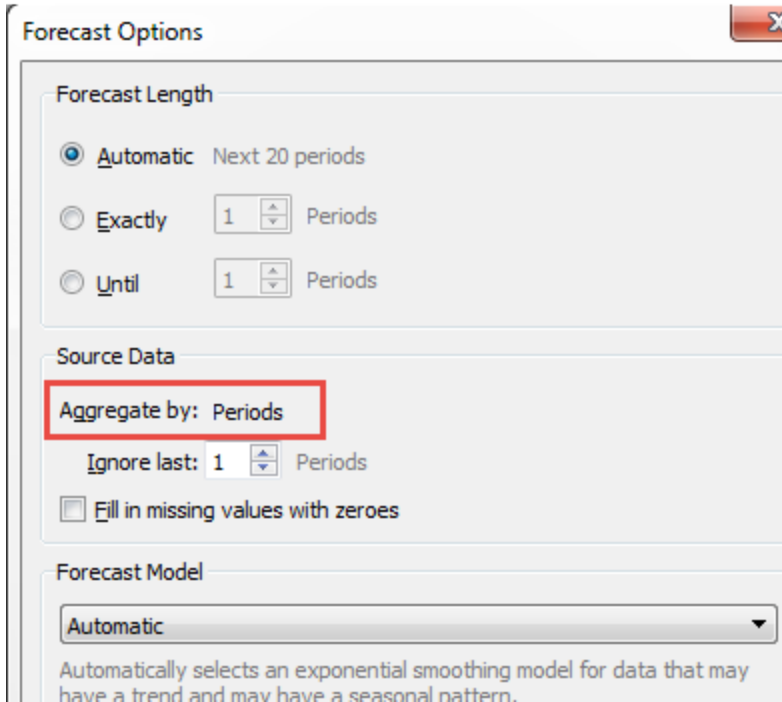 Forecast Options
Forecast Length
Automatic Next 20 periods
Exactly 1 Periods
Until 1 Periods
Source Data
Aggregate by: Periods
Ignore last: 1 Periods
Fill in missing values with zeroes
Forecast Model
Automatic
Automatically selects an exponential smoothing model for data that may
have a trend and may have a seasonal pattern.